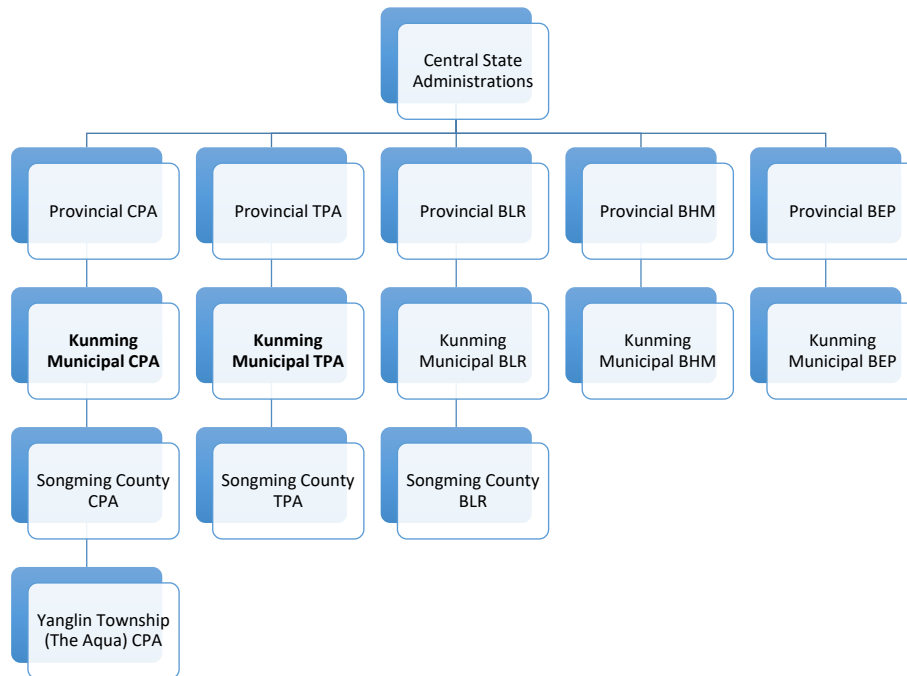 Central State
Administrations
Provincial CPA
Provincial TPA
Provincial BLR
Provincial BHM
Provincial BEP
Kunming
Municipal CPA
Kunming
Municipal TPA
Kunming
Municipal BLR
Kunming
Municipal BHM
Kunming
Municipal BEP
Songming County
CPA
Songming County
TPA
Songming County
BLR
Yanglin Township
(The Aqua) CPA